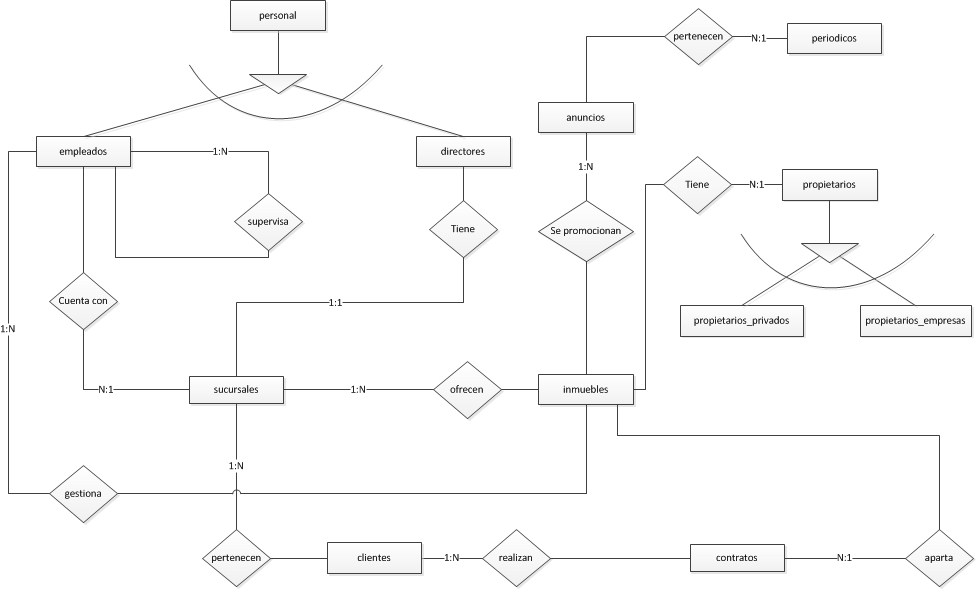 personal
pertenecen
N:1
periodicos
anuncios
empleados
1:N
directores
1:N
Tiene
N:1
propietarios
supervisa
Tiene
Se promocionan
Cuenta con
1:1
propietarios_privados
propietarios_empresas
1:N
N:1
sucursales
1:N
ofrecen
inmuebles
1:N
gestiona
pertenecen
clientes
1:N
realizan
contratos
N:1
aparta